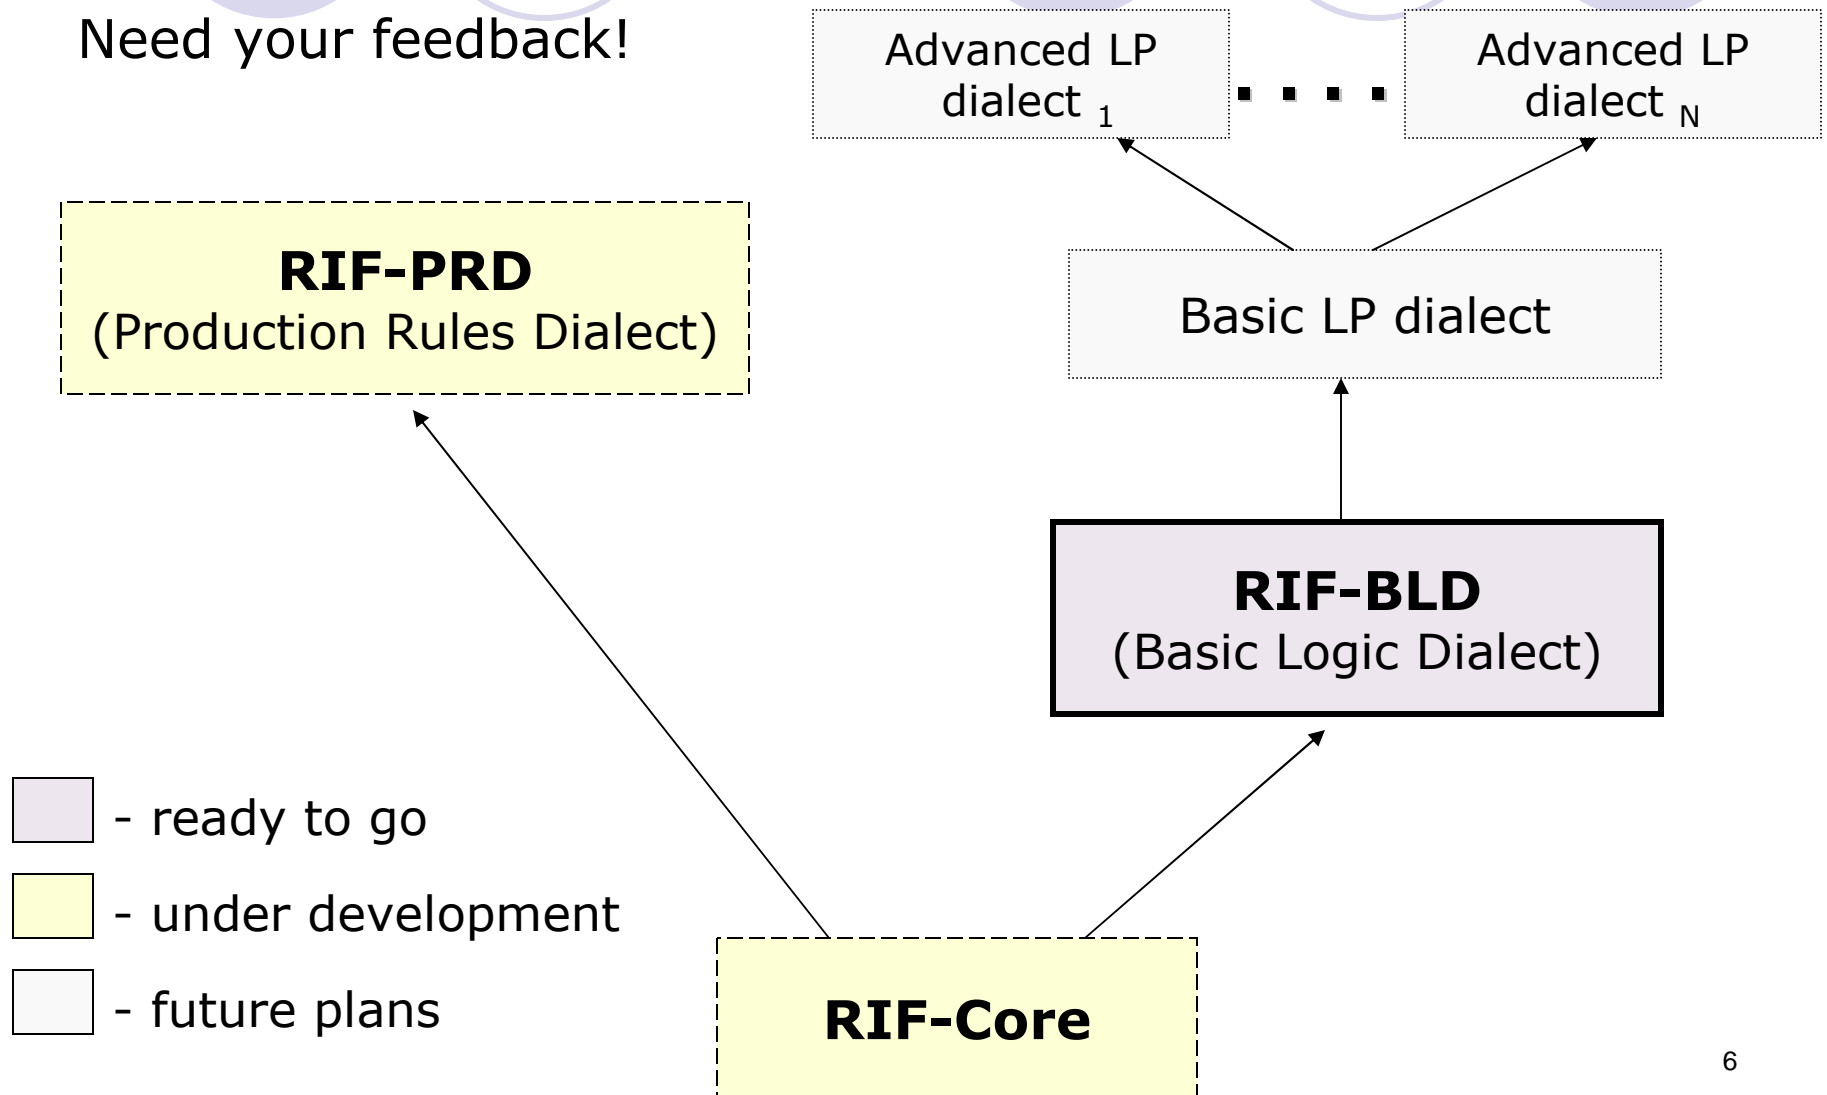 Need your feedback!
Advanced LP
dialect 1
. . . .
Advanced LP
dialect N
RIF-PRD
(Production Rules Dialect)
Basic LP dialect
RIF-BLD
(Basic Logic Dialect)
- ready to go
- under development
- future plans
RIF-Core
6